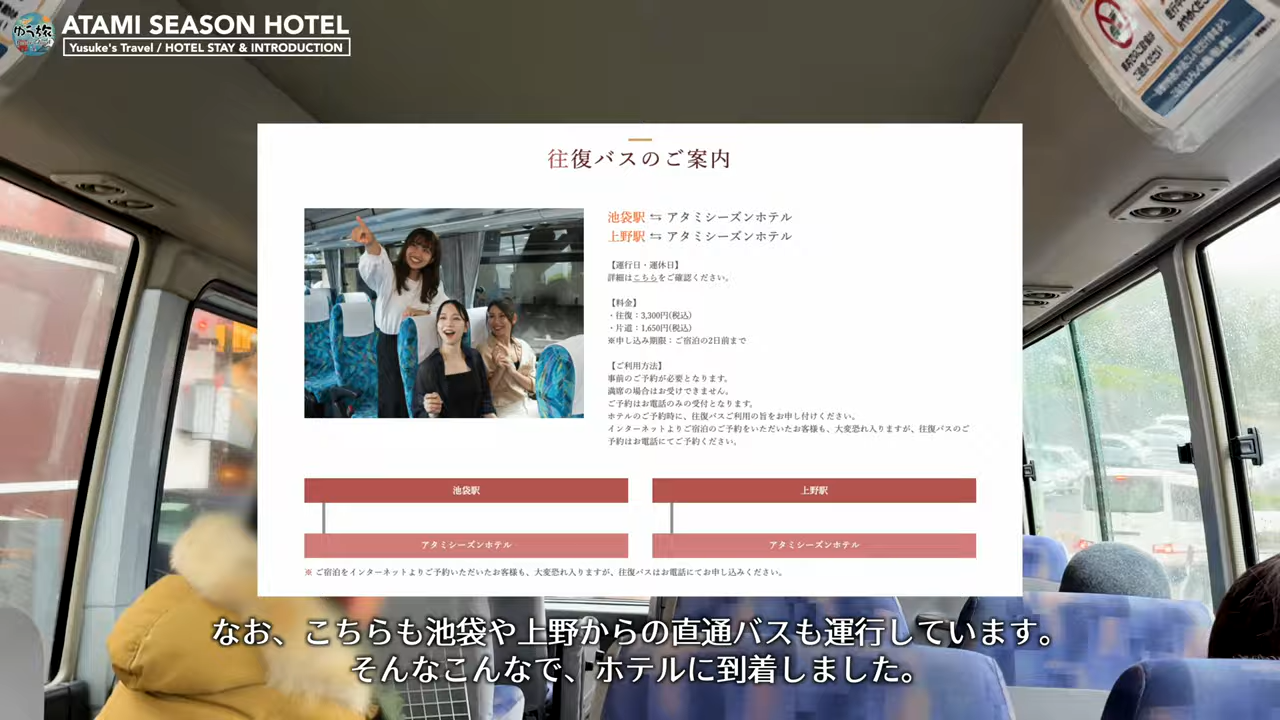 ゆう旅
ATAMI SEASON HOTEL
Yusuke's Travel / HOTEL STAY & INTRODUCTION
往復バスのご案内
池袋駅 ⇆ アタミシーズンホテル
上野駅 ⇆ アタミシーズンホテル
【運行日・運休日】
詳細はこちらをご確認ください。
【料金】
・往復：3,300円(税込)
・片道：1,650円(税込)
※申し込み期限：ご宿泊の2日前まで
【ご利用方法】
事前のご予約が必要となります。
満席の場合はお受けできません。
ご予約はお電話のみの受付となります。
ホテルのご予約時に、往復バスご利用の旨をお申し付けください。
インターネットよりご宿泊のご予約をいただいたお客様も、大変恐れ入りますが、往復バスのご
予約はお電話にてご予約ください。
池袋駅
上野駅
アタミシーズンホテル
アタミシーズンホテル
※ ご宿泊をインターネットよりご予約いただいたお客様も、大変恐れ入りますが、往復バスはお電話にてお申し込みください。
なお、こちらも池袋や上野からの直通バスも運行しています。
そんなこんなで、ホテルに到着しました。